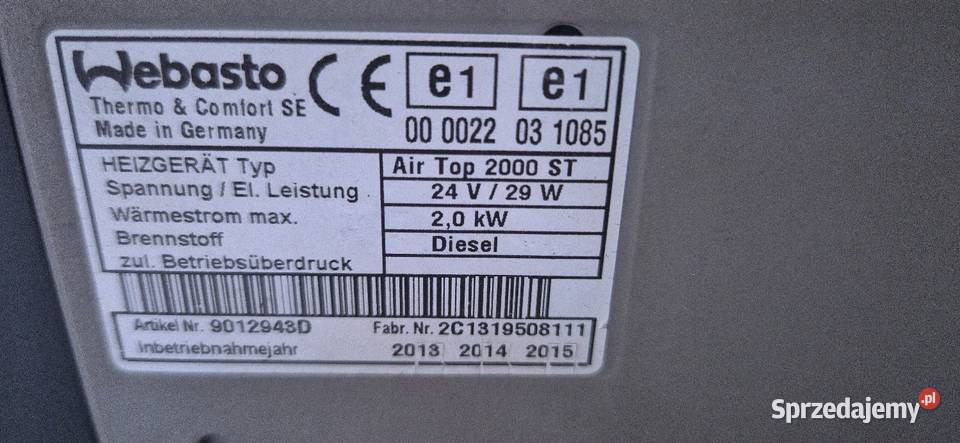 Webasto
Thermo & Comfort SE
Made in Germany
CE
e1 e1
00 0022 03 1085
HEIZGERÄT Typ Air Top 2000 ST
Spannung / El. Leistung 24 V / 29 W
Wärmestrom max. 2,0 kW
Brennstoff Diesel
zul. Betriebsüberdruck
Artikel Nr. 9012943D Fabr. Nr. 2C1319508111
Inbetriebnahmejahr 2013 2014 2015
Sprzedajemy.pl